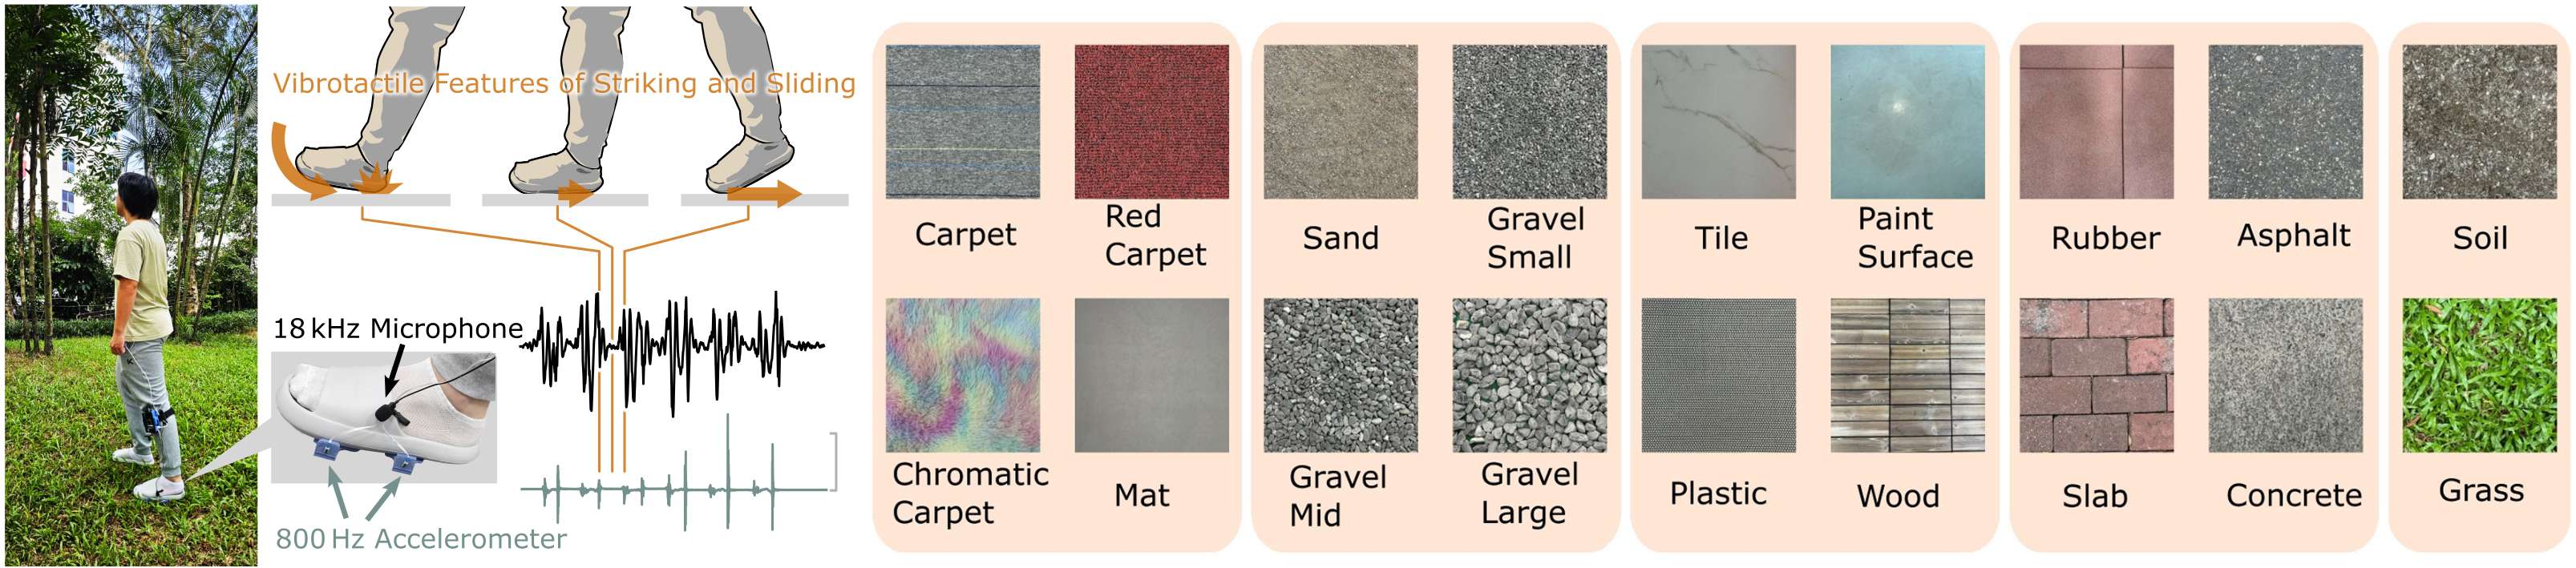 Vibrotactile Features of Striking and Sliding
18 kHz Microphone
800 Hz Accelerometer
Carpet
Red
Carpet
Sand
Gravel
Small
Tile
Paint
Surface
Rubber
Asphalt
Soil
Chromatic
Carpet
Mat
Gravel
Mid
Gravel
Large
Plastic
Wood
Slab
Concrete
Grass